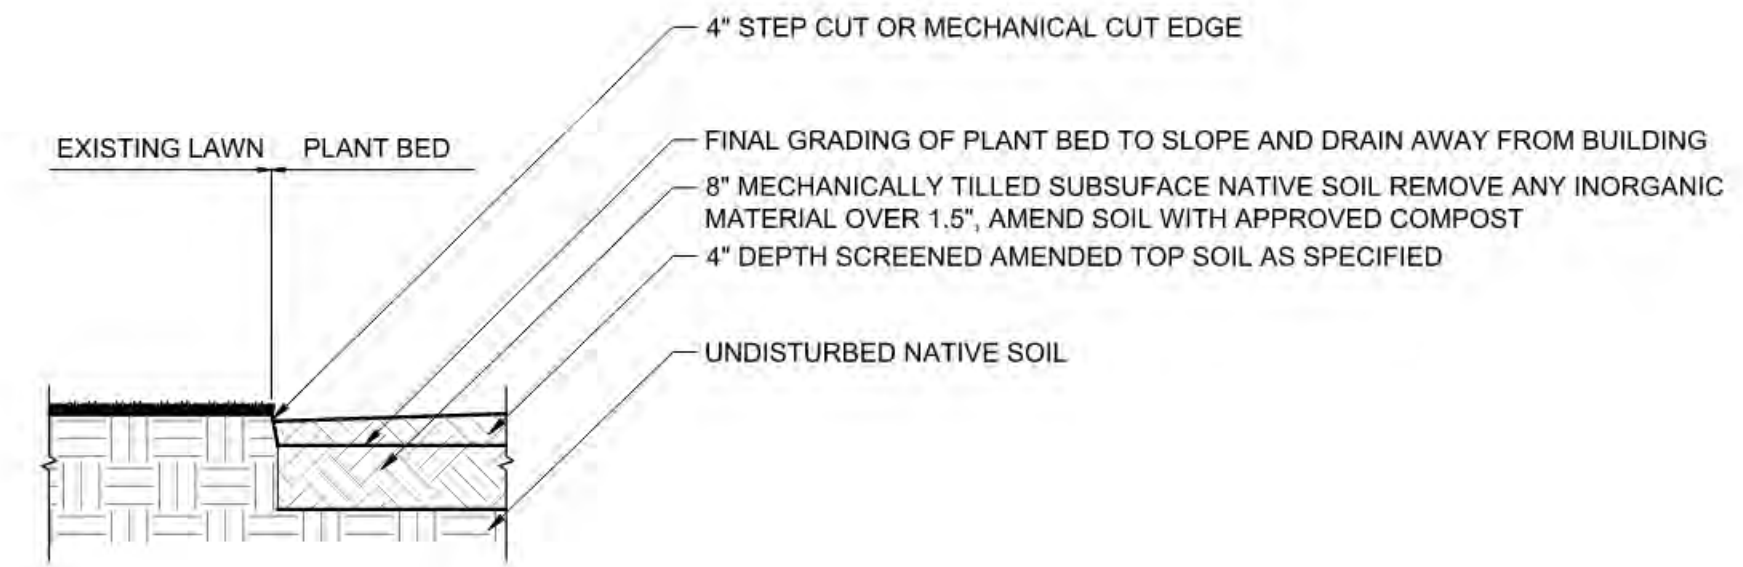 4" STEP CUT OR MECHANICAL CUT EDGE
EXISTING LAWN
PLANT BED
FINAL GRADING OF PLANT BED TO SLOPE AND DRAIN AWAY FROM BUILDING
8" MECHANICALLY TILLED SUBSUFACE NATIVE SOIL REMOVE ANY INORGANIC
MATERIAL OVER 1.5", AMEND SOIL WITH APPROVED COMPOST
4" DEPTH SCREENED AMENDED TOP SOIL AS SPECIFIED
UNDISTURBED NATIVE SOIL